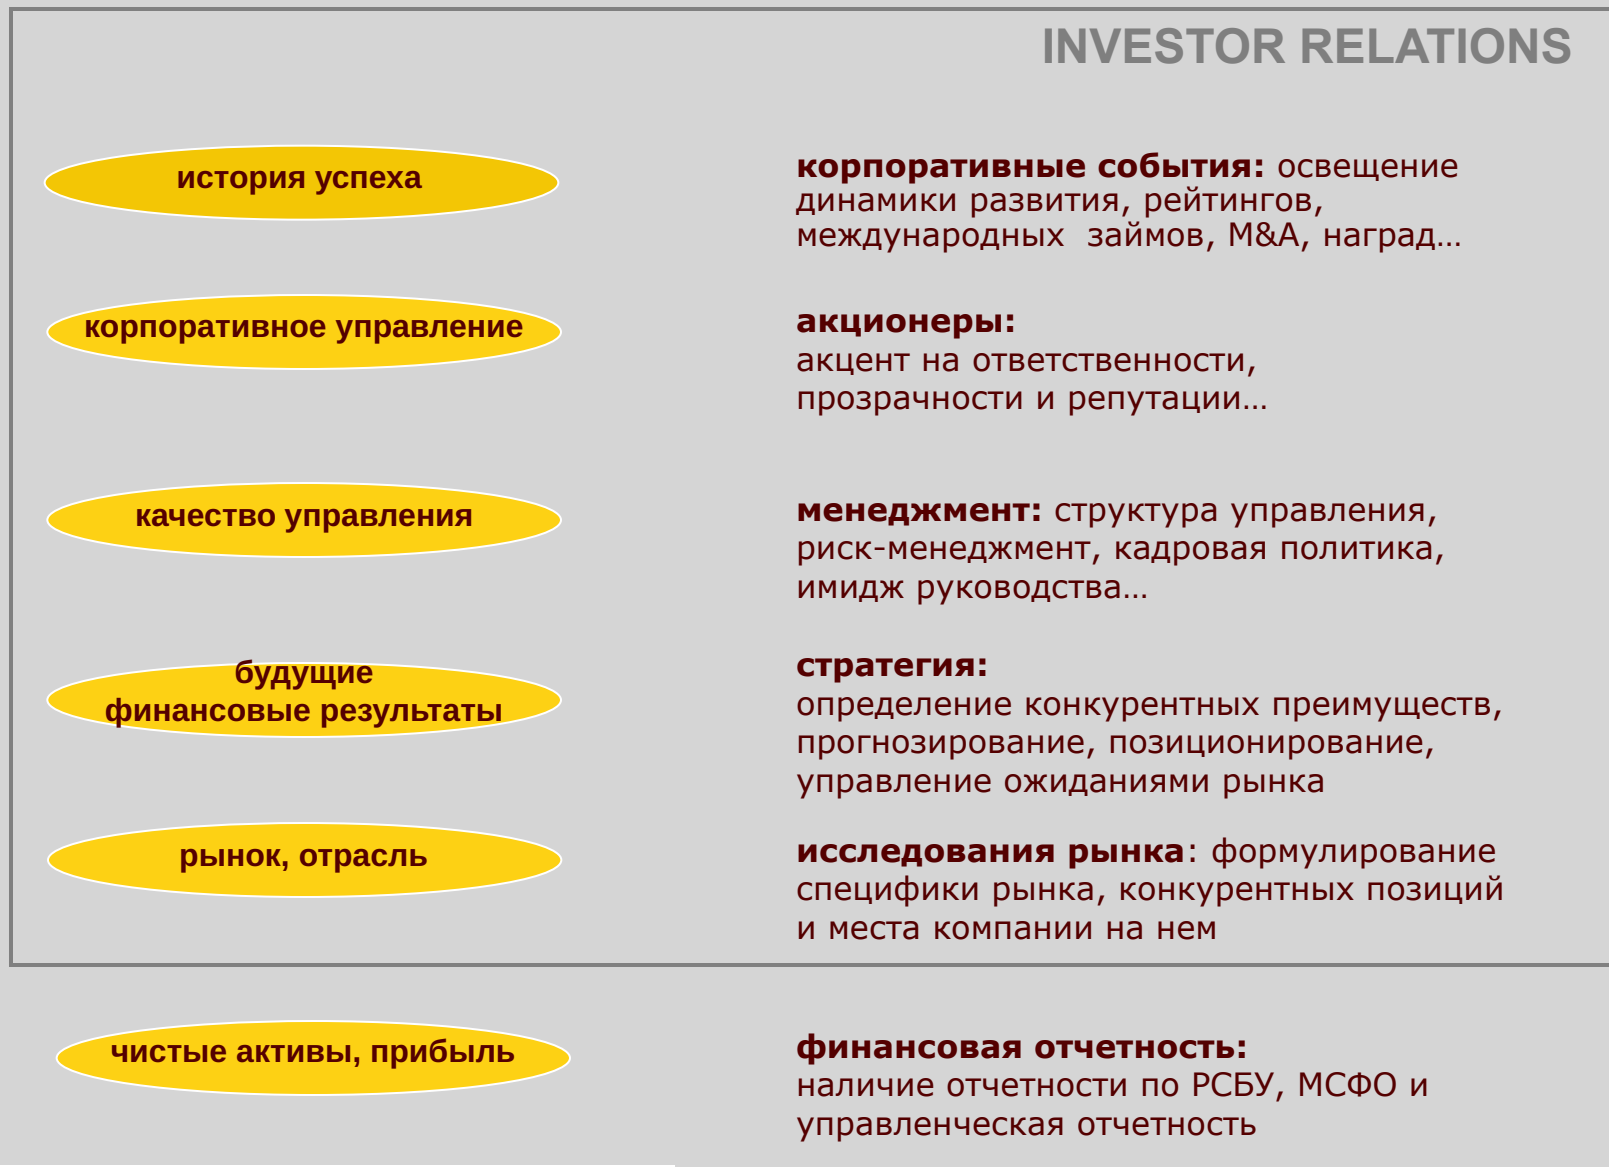 INVESTOR RELATIONS
история успеха
корпоративные события: освещение
динамики развития, рейтингов,
международных  займов, M&A, наград…
корпоративное управление
акционеры:
акцент на ответственности,
прозрачности и репутации…
качество управления
менеджмент: структура управления,
риск-менеджмент, кадровая политика,
имидж руководства…
будущие
финансовые результаты
стратегия:
определение конкурентных преимуществ,
прогнозирование, позиционирование,
управление ожиданиями рынка
рынок, отрасль
исследования рынка: формулирование
специфики рынка, конкурентных позиций
и места компании на нем
чистые активы, прибыль
финансовая отчетность:
наличие отчетности по РСБУ, МСФО и
управленческая отчетность